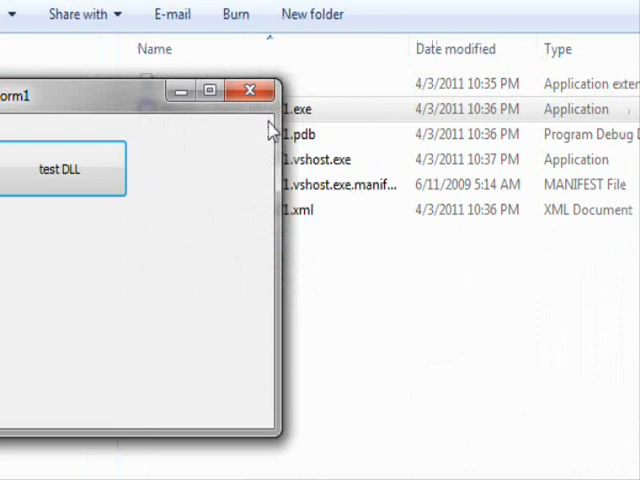 Share with E-mail Burn New folder
Name Date modified Type
4/3/2011 10:35 PM Application exten
orm1
1.exe 4/3/2011 10:36 PM Application
1.pdb 4/3/2011 10:36 PM Program Debug D
1.vshost.exe 4/3/2011 10:37 PM Application
test DLL
1.vshost.exe.manif... 6/11/2009 5:14 AM MANIFEST File
1.xml 4/3/2011 10:36 PM XML Document